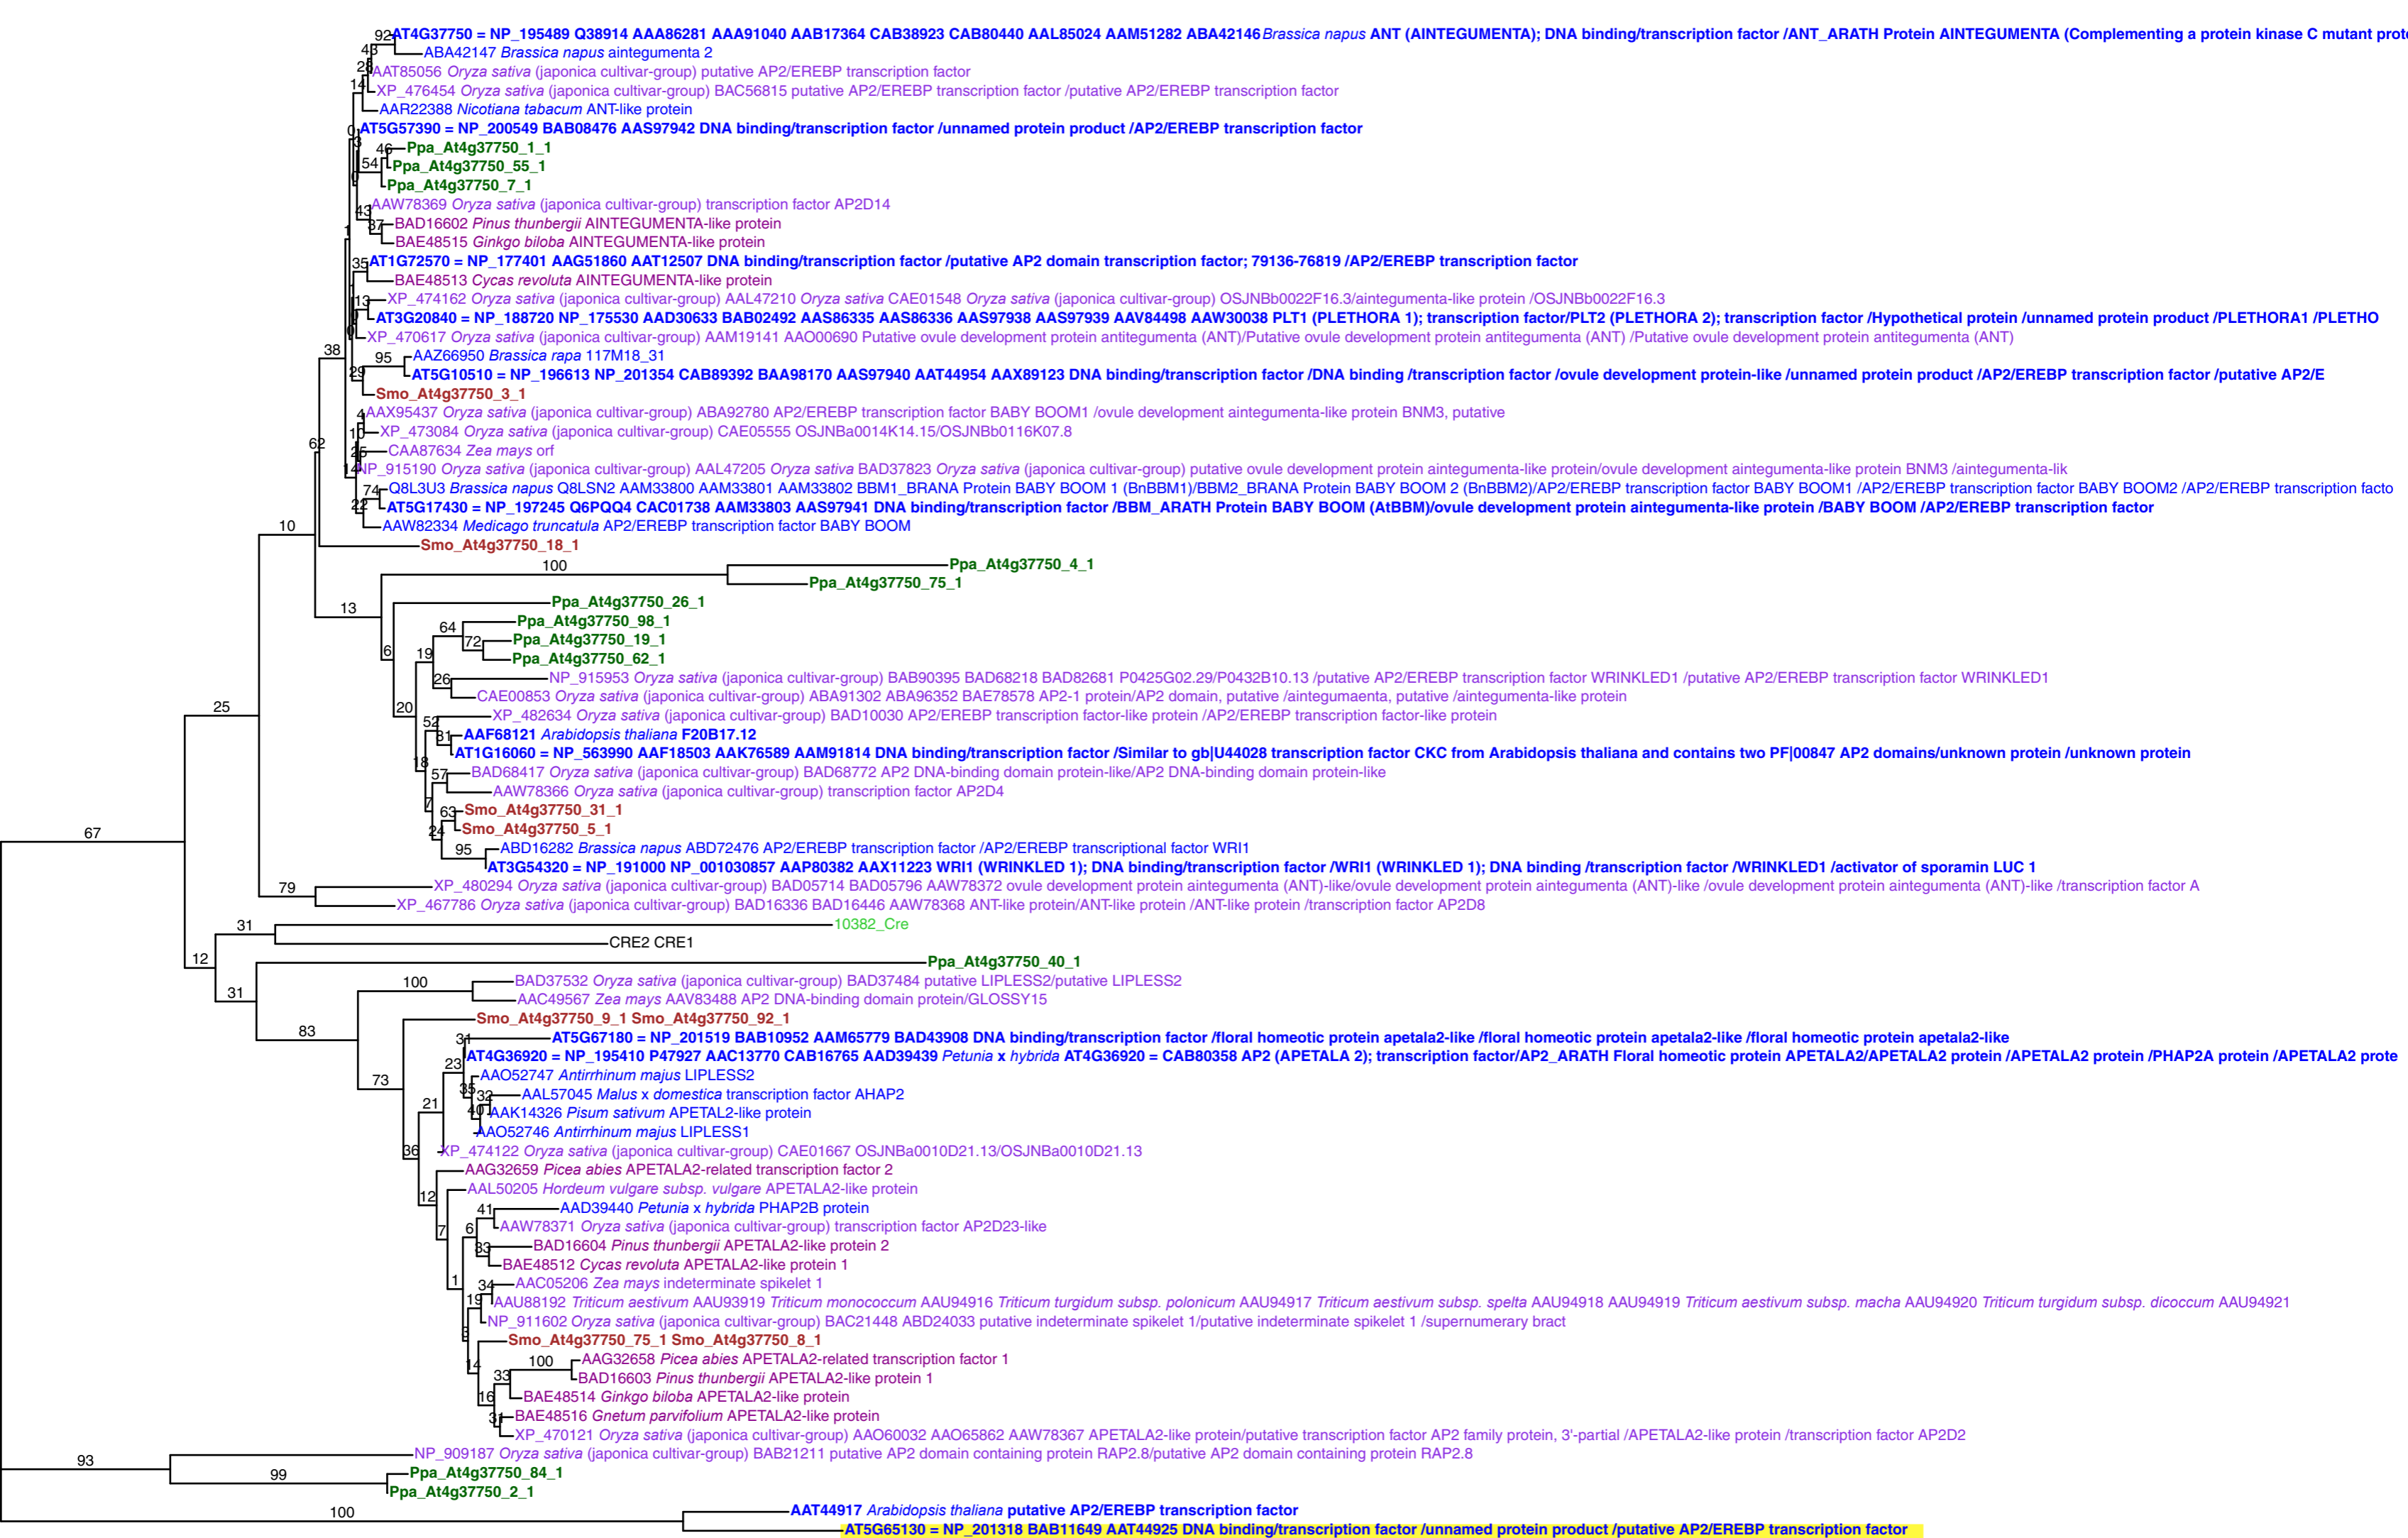 92 AT4G37750 = NP_195489 Q38914 AAA86281 AAA91040 AAB17364 CAB38923 CAB80440 AAL85024 AAM51282 ABA42146 Brassica napus ANT (AINTEGUMENTA); DNA binding/transcription factor /ANT_ARATH Protein AINTEGUMENTA (Complementing a protein kinase C mutant prote
43 ABA42147 Brassica napus aintegumenta 2
AAT85056 Oryza sativa (japonica cultivar-group) putative AP2/EREBP transcription factor
14 XP_476454 Oryza sativa (japonica cultivar-group) BAC56815 putative AP2/EREBP transcription factor /putative AP2/EREBP transcription factor
AAR22388 Nicotiana tabacum ANT-like protein
0 AT5G57390 = NP_200549 BAB08476 AAS97942 DNA binding/transcription factor /unnamed protein product /AP2/EREBP transcription factor
3 46 Ppa_At4g37750_1_1
54 Ppa_At4g37750_55_1
0 Ppa_At4g37750_7_1
43 AAW78369 Oryza sativa (japonica cultivar-group) transcription factor AP2D14
1 37 BAD16602 Pinus thunbergii AINTEGUMENTA-like protein
BAE48515 Ginkgo biloba AINTEGUMENTA-like protein
35 AT1G72570 = NP_177401 AAG51860 AAT12507 DNA binding/transcription factor /putative AP2 domain transcription factor; 79136-76819 /AP2/EREBP transcription factor
BAE48513 Cycas revoluta AINTEGUMENTA-like protein
13 XP_474162 Oryza sativa (japonica cultivar-group) AAL47210 Oryza sativa CAE01548 Oryza sativa (japonica cultivar-group) OSJNBb0022F16.3/aintegumenta-like protein /OSJNBb0022F16.3
0 AT3G20840 = NP_188720 NP_175530 AAD30633 BAB02492 AAS86335 AAS86336 AAS97938 AAS97939 AAV84498 AAW30038 PLT1 (PLETHORA 1); transcription factor/PLT2 (PLETHORA 2); transcription factor /Hypothetical protein /unnamed protein product /PLETHORA1 /PLETHO
0 XP_470617 Oryza sativa (japonica cultivar-group) AAM19141 AAO00690 Putative ovule development protein antitegumenta (ANT)/Putative ovule development protein antitegumenta (ANT) /Putative ovule development protein antitegumenta (ANT)
38 95 AAZ66950 Brassica rapa 117M18_31
29 AT5G10510 = NP_196613 NP_201354 CAB89392 BAA98170 AAS97940 AAT44954 AAX89123 DNA binding/transcription factor /DNA binding /transcription factor /ovule development protein-like /unnamed protein product /AP2/EREBP transcription factor /putative AP2/E
Smo_At4g37750_3_1
4 AAX95437 Oryza sativa (japonica cultivar-group) ABA92780 AP2/EREBP transcription factor BABY BOOM1 /ovule development aintegumenta-like protein BNM3, putative
10 XP_473084 Oryza sativa (japonica cultivar-group) CAE05555 OSJNBa0014K14.15/OSJNBb0116K07.8
62 25 CAA87634 Zea mays orf
14 NP_915190 Oryza sativa (japonica cultivar-group) AAL47205 Oryza sativa BAD37823 Oryza sativa (japonica cultivar-group) putative ovule development protein aintegumenta-like protein/ovule development aintegumenta-like protein BNM3 /aintegumenta-lik
74 Q8L3U3 Brassica napus Q8LSN2 AAM33800 AAM33801 AAM33802 BBM1_BRANA Protein BABY BOOM 1 (BnBBM1)/BBM2_BRANA Protein BABY BOOM 2 (BnBBM2)/AP2/EREBP transcription factor BABY BOOM1 /AP2/EREBP transcription factor BABY BOOM2 /AP2/EREBP transcription facto
22 AT5G17430 = NP_197245 Q6PQQ4 CAC01738 AAM33803 AAS97941 DNA binding/transcription factor /BBM_ARATH Protein BABY BOOM (AtBBM)/ovule development protein aintegumenta-like protein /BABY BOOM /AP2/EREBP transcription factor
10 AAW82334 Medicago truncatula AP2/EREBP transcription factor BABY BOOM
Smo_At4g37750_18_1
100 Ppa_At4g37750_4_1
Ppa_At4g37750_75_1
13 Ppa_At4g37750_26_1
64 Ppa_At4g37750_98_1
72 Ppa_At4g37750_19_1
6 19 Ppa_At4g37750_62_1
26 NP_915953 Oryza sativa (japonica cultivar-group) BAB90395 BAD68218 BAD82681 P0425G02.29/P0432B10.13 /putative AP2/EREBP transcription factor WRINKLED1 /putative AP2/EREBP transcription factor WRINKLED1
CAE00853 Oryza sativa (japonica cultivar-group) ABA91302 ABA96352 BAE78578 AP2-1 protein/AP2 domain, putative /aintegumaenta, putative /aintegumenta-like protein
25 20 52 XP_482634 Oryza sativa (japonica cultivar-group) BAD10030 AP2/EREBP transcription factor-like protein /AP2/EREBP transcription factor-like protein
31 AAF68121 Arabidopsis thaliana F20B17.12
AT1G16060 = NP_563990 AAF18503 AAK76589 AAM91814 DNA binding/transcription factor /Similar to gb|U44028 transcription factor CKC from Arabidopsis thaliana and contains two PF|00847 AP2 domains/unknown protein /unknown protein
18 57 BAD68417 Oryza sativa (japonica cultivar-group) BAD68772 AP2 DNA-binding domain protein-like/AP2 DNA-binding domain protein-like
AAW78366 Oryza sativa (japonica cultivar-group) transcription factor AP2D4
7 63 Smo_At4g37750_31_1
67 24 Smo_At4g37750_5_1
95 ABD16282 Brassica napus ABD72476 AP2/EREBP transcription factor /AP2/EREBP transcriptional factor WRI1
AT3G54320 = NP_191000 NP_001030857 AAP80382 AAX11223 WRI1 (WRINKLED 1); DNA binding/transcription factor /WRI1 (WRINKLED 1); DNA binding /transcription factor /WRINKLED1 /activator of sporamin LUC 1
79 XP_480294 Oryza sativa (japonica cultivar-group) BAD05714 BAD05796 AAW78372 ovule development protein aintegumenta (ANT)-like/ovule development protein aintegumenta (ANT)-like /ovule development protein aintegumenta (ANT)-like /transcription factor A
XP_467786 Oryza sativa (japonica cultivar-group) BAD16336 BAD16446 AAW78368 ANT-like protein/ANT-like protein /ANT-like protein /transcription factor AP2D8
31 10382_Cre
CRE2 CRE1
12 Ppa_At4g37750_40_1
100 BAD37532 Oryza sativa (japonica cultivar-group) BAD37484 putative LIPLESS2/putative LIPLESS2
31 AAC49567 Zea mays AAV83488 AP2 DNA-binding domain protein/GLOSSY15
83 Smo_At4g37750_9_1 Smo_At4g37750_92_1
31 AT5G67180 = NP_201519 BAB10952 AAM65779 BAD43908 DNA binding/transcription factor /floral homeotic protein apetala2-like /floral homeotic protein apetala2-like /floral homeotic protein apetala2-like
23 AT4G36920 = NP_195410 P47927 AAC13770 CAB16765 AAD39439 Petunia x hybrida AT4G36920 = CAB80358 AP2 (APETALA 2); transcription factor/AP2_ARATH Floral homeotic protein APETALA2/APETALA2 protein /APETALA2 protein /PHAP2A protein /APETALA2 prote
73 35 AAO52747 Antirrhinum majus LIPLESS2
21 32 AAL57045 Malus x domestica transcription factor AHAP2
40 AAK14326 Pisum sativum APETAL2-like protein
AAO52746 Antirrhinum majus LIPLESS1
36 XP_474122 Oryza sativa (japonica cultivar-group) CAE01667 OSJNBa0010D21.13/OSJNBa0010D21.13
AAG32659 Picea abies APETALA2-related transcription factor 2
12 AAL50205 Hordeum vulgare subsp. vulgare APETALA2-like protein
41 AAD39440 Petunia x hybrida PHAP2B protein
7 6 AAW78371 Oryza sativa (japonica cultivar-group) transcription factor AP2D23-like
33 BAD16604 Pinus thunbergii APETALA2-like protein 2
BAE48512 Cycas revoluta APETALA2-like protein 1
1 34 AAC05206 Zea mays indeterminate spikelet 1
19 AAU88192 Triticum aestivum AAU93919 Triticum monococcum AAU94916 Triticum turgidum subsp. polonicum AAU94917 Triticum aestivum subsp. spelta AAU94918 AAU94919 Triticum aestivum subsp. macha AAU94920 Triticum turgidum subsp. dicoccum AAU94921
NP_911602 Oryza sativa (japonica cultivar-group) BAC21448 ABD24033 putative indeterminate spikelet 1/putative indeterminate spikelet 1 /supernumerary bract
3 Smo_At4g37750_75_1 Smo_At4g37750_8_1
14 100 AAG32658 Picea abies APETALA2-related transcription factor 1
33 BAD16603 Pinus thunbergii APETALA2-like protein 1
16 BAE48514 Ginkgo biloba APETALA2-like protein
31 BAE48516 Gnetum parvifolium APETALA2-like protein
XP_470121 Oryza sativa (japonica cultivar-group) AAO60032 AAO65862 AAW78367 APETALA2-like protein/putative transcription factor AP2 family protein, 3'-partial /APETALA2-like protein /transcription factor AP2D2
93 NP_909187 Oryza sativa (japonica cultivar-group) BAB21211 putative AP2 domain containing protein RAP2.8/putative AP2 domain containing protein RAP2.8
99 Ppa_At4g37750_84_1
Ppa_At4g37750_2_1
100 AAT44917 Arabidopsis thaliana putative AP2/EREBP transcription factor
AT5G65130 = NP_201318 BAB11649 AAT44925 DNA binding/transcription factor /unnamed protein product /putative AP2/EREBP transcription factor